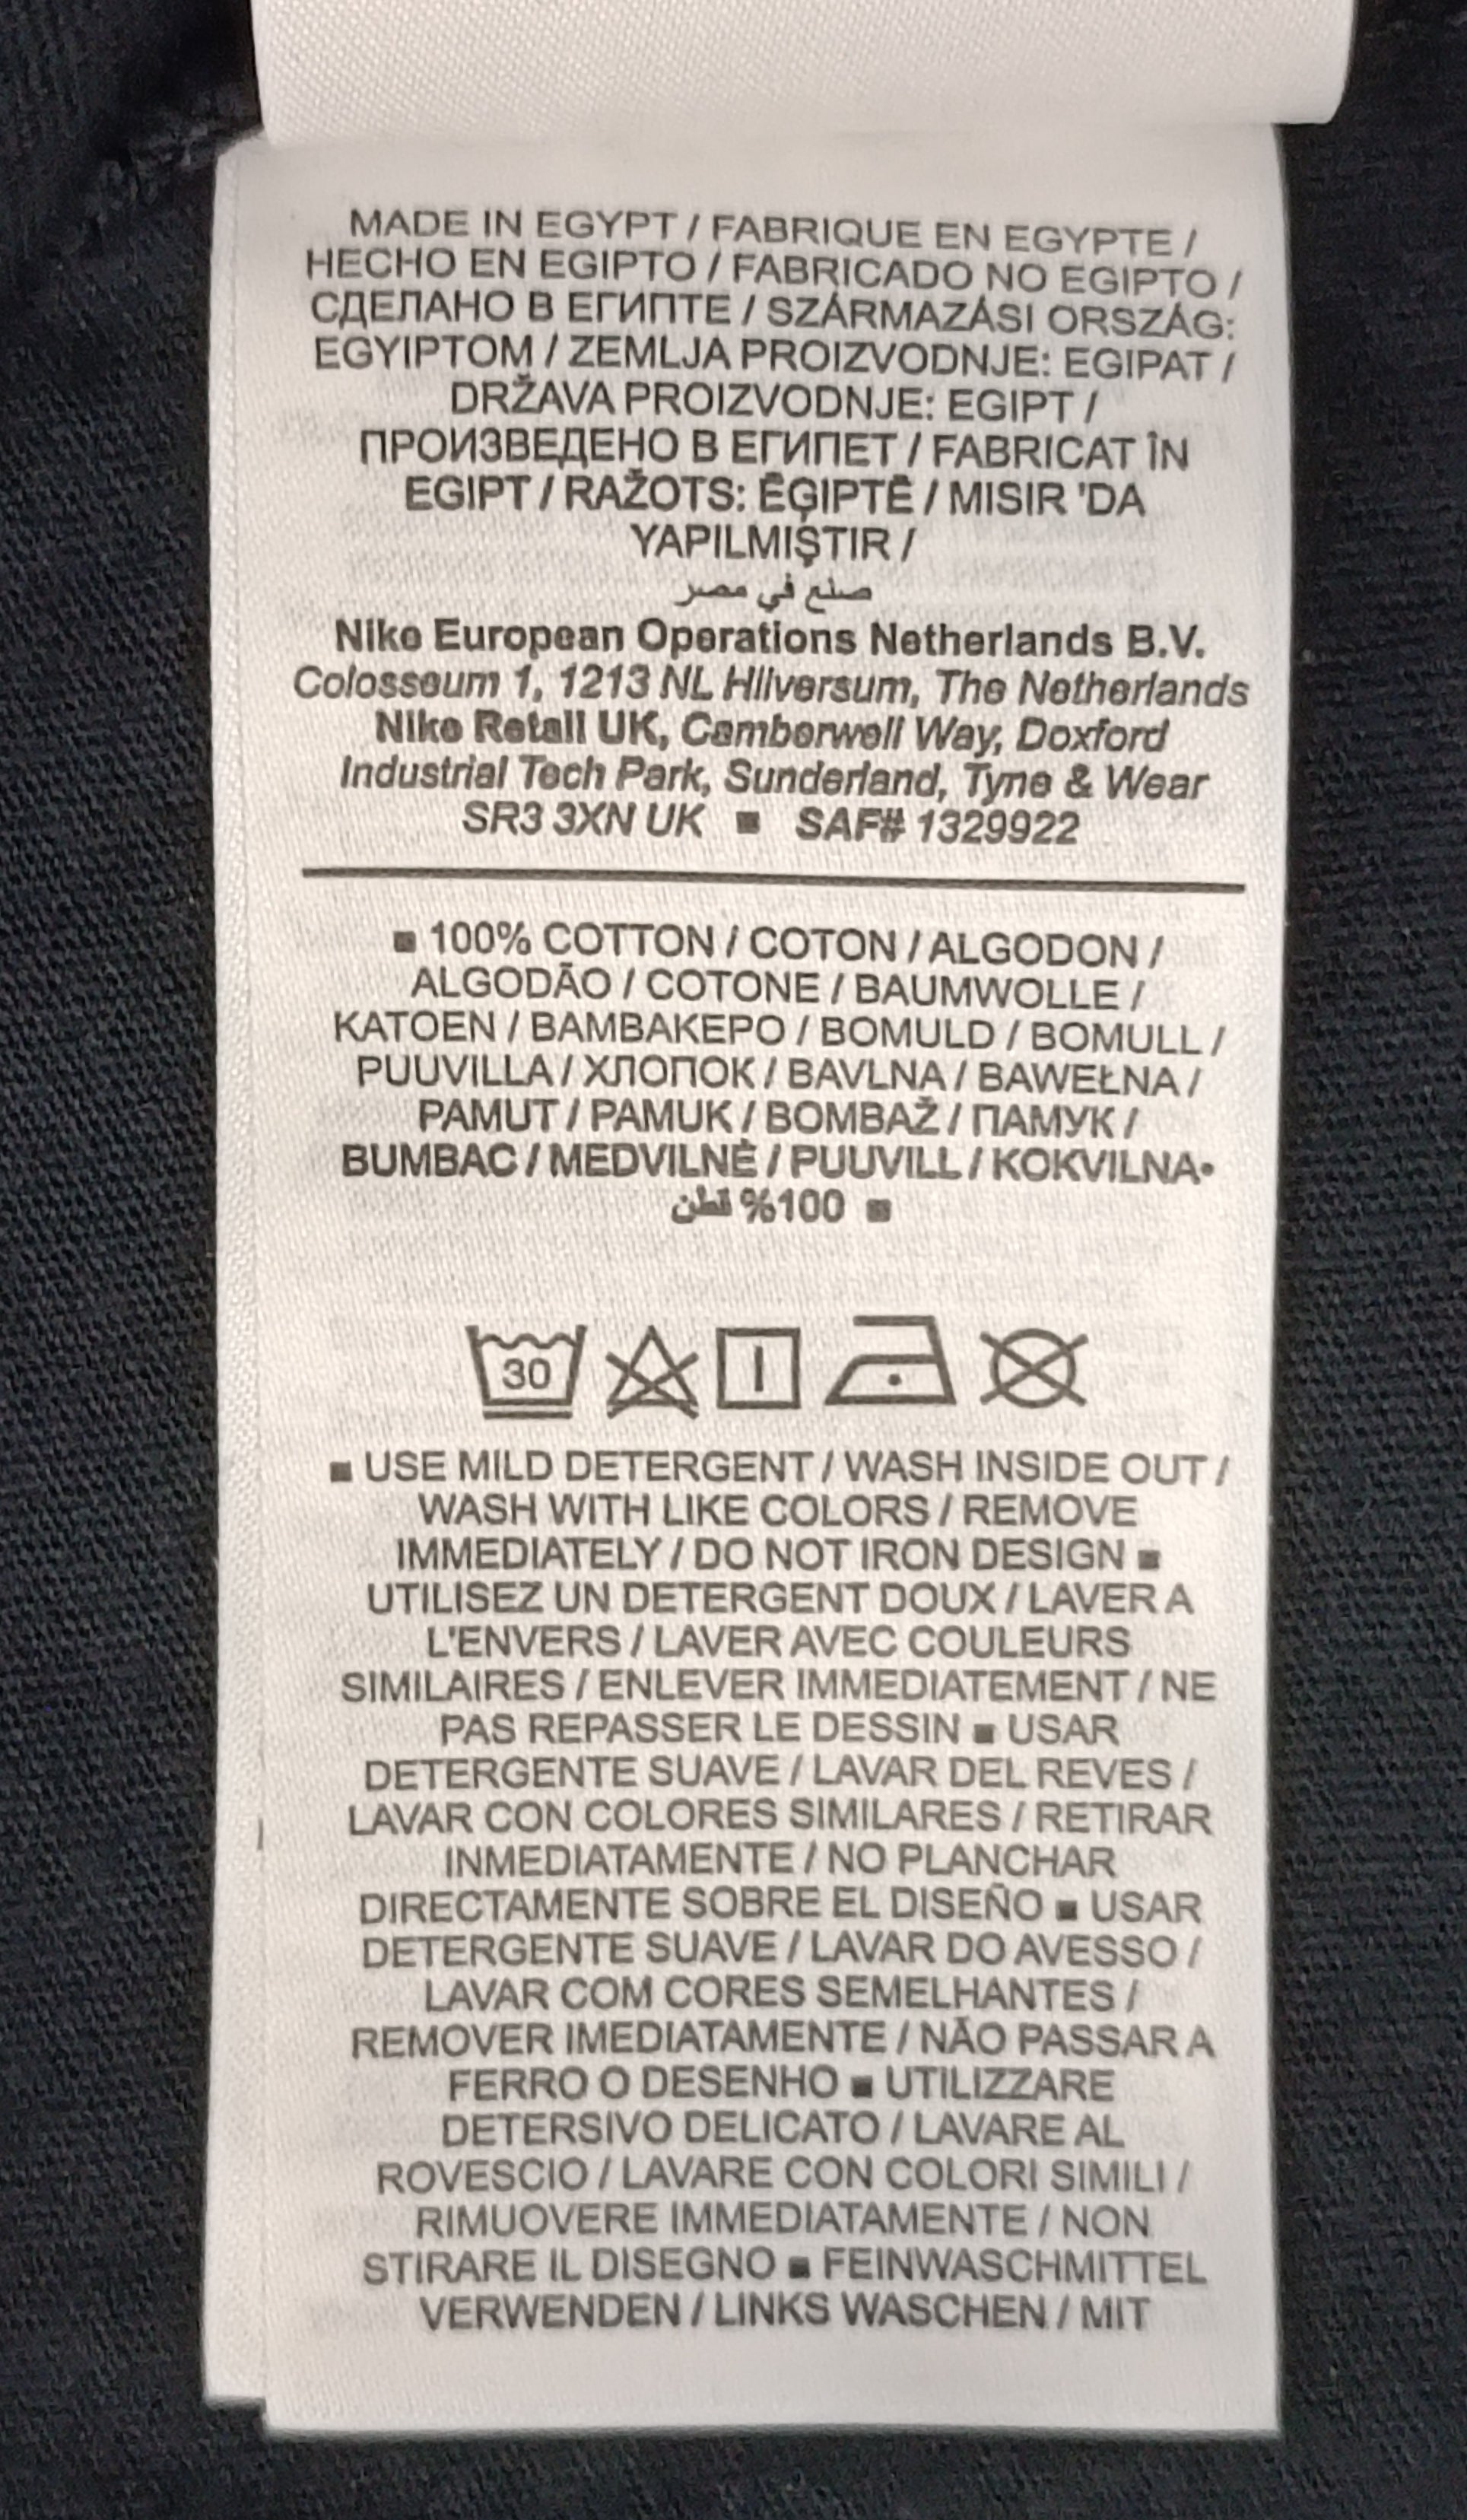 MADE IN EGYPT / FABRIQUE EN EGYPTE /
HECHO EN EGIPTO / FABRICADO NO EGIPTO /
СДЕЛАНО В ЕГИПТЕ / SZÁRMAZÁSI ORSZÁG:
EGYIPTOM / ZEMLJA PROIZVODNJE: EGIPAT /
DRŽAVA PROIZVODNJE: EGIPT /
ПРОИЗВЕДЕНО В ЕГИПЕТ / FABRICAT ÎN
EGIPT / RAŽOTS: ĒĢIPTĒ / MISIR 'DA
YAPILMIŞTIR /
صنع في مصر
Nike European Operations Netherlands B.V.
Colosseum 1, 1213 NL Hilversum, The Netherlands
Nike Retail UK, Camberwell Way, Doxford
Industrial Tech Park, Sunderland, Tyne & Wear
SR3 3XN UK ■ SAF# 1329922
■ 100% COTTON / COTON / ALGODON /
ALGODÃO / COTONE / BAUMWOLLE /
KATOEN / ΒΑΜΒΑΚΕΡΟ / BOMULD / BOMULL /
PUUVILLA / ХЛОПОК / BAVLNA / BAWEŁNA /
PAMUT / PAMUK / BOMBAŽ / ПАМУК /
BUMBAC / MEDVILNĖ / PUUVILL / KOKVILNA•
■ 100% قطن
30
■ USE MILD DETERGENT / WASH INSIDE OUT /
WASH WITH LIKE COLORS / REMOVE
IMMEDIATELY / DO NOT IRON DESIGN ■
UTILISEZ UN DETERGENT DOUX / LAVER A
L'ENVERS / LAVER AVEC COULEURS
SIMILAIRES / ENLEVER IMMEDIATEMENT / NE
PAS REPASSER LE DESSIN ■ USAR
DETERGENTE SUAVE / LAVAR DEL REVES /
LAVAR CON COLORES SIMILARES / RETIRAR
INMEDIATAMENTE / NO PLANCHAR
DIRECTAMENTE SOBRE EL DISEÑO ■ USAR
DETERGENTE SUAVE / LAVAR DO AVESSO /
LAVAR COM CORES SEMELHANTES /
REMOVER IMEDIATAMENTE / NÃO PASSAR A
FERRO O DESENHO ■ UTILIZZARE
DETERSIVO DELICATO / LAVARE AL
ROVESCIO / LAVARE CON COLORI SIMILI /
RIMUOVERE IMMEDIATAMENTE / NON
STIRARE IL DISEGNO ■ FEINWASCHMITTEL
VERWENDEN / LINKS WASCHEN / MIT